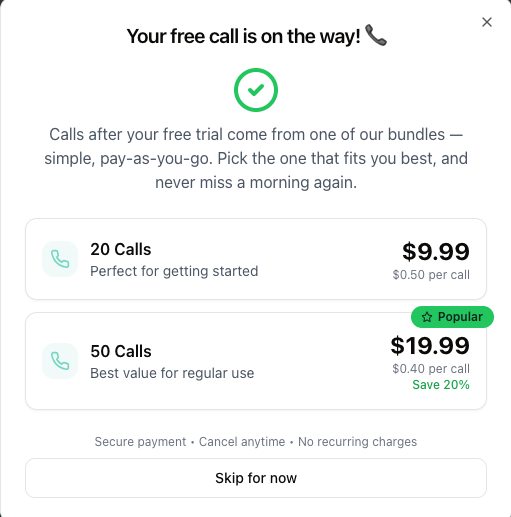 Your free call is on the way! 📞
Calls after your free trial come from one of our bundles —
simple, pay-as-you-go. Pick the one that fits you best, and
never miss a morning again.
20 Calls
Perfect for getting started
$9.99
$0.50 per call
Popular
50 Calls
Best value for regular use
$19.99
$0.40 per call
Save 20%
Secure payment • Cancel anytime • No recurring charges
Skip for now